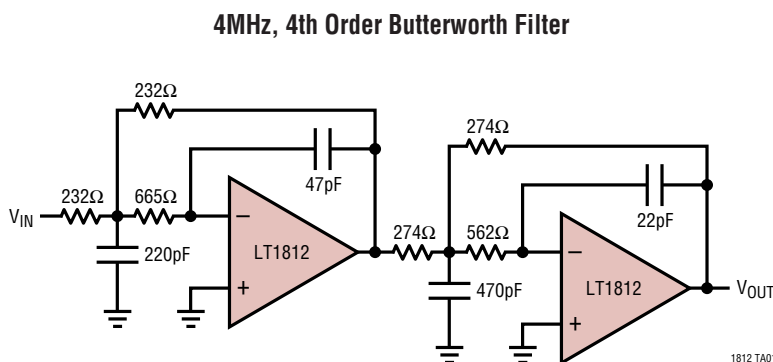 4MHz, 4th Order Butterworth Filter
232Ω
274Ω
47pF
22pF
232Ω
665Ω
VIN
–
LT1812
+
220pF
274Ω
562Ω
–
LT1812
+
470pF
VOUT
1812 TA01